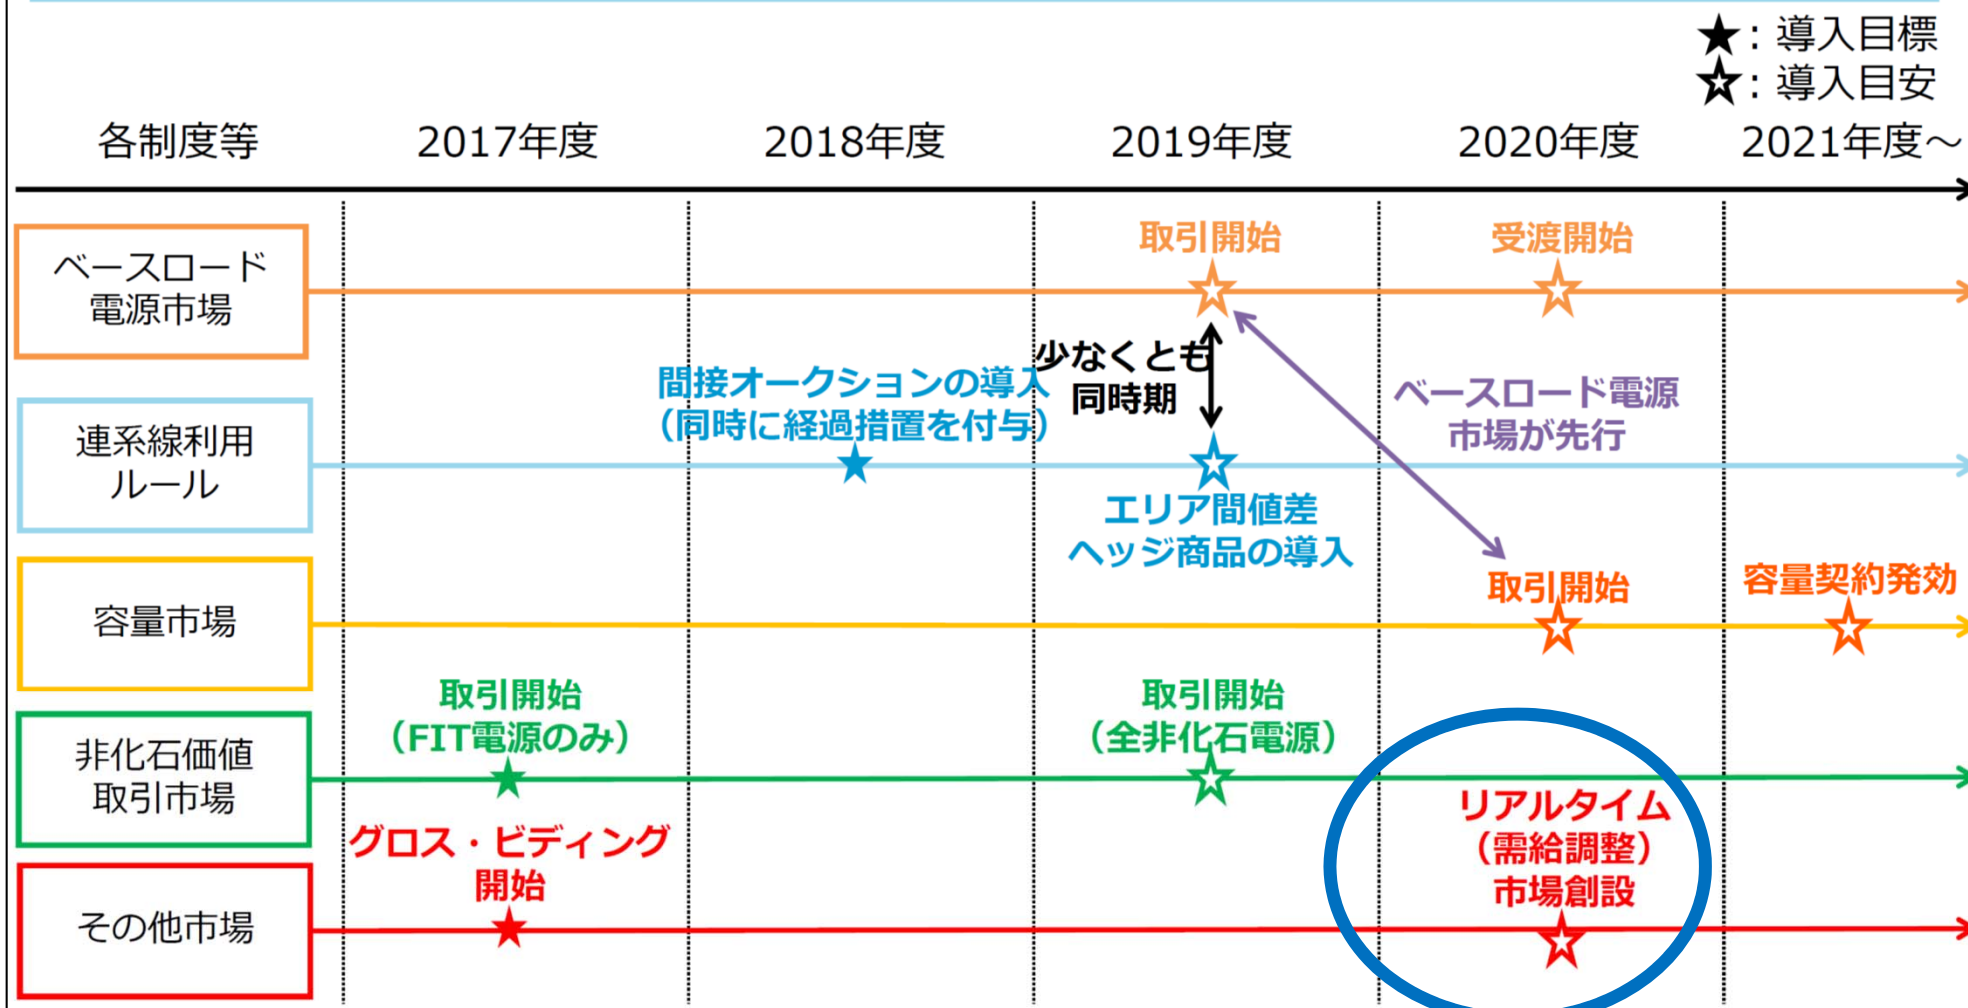 ★：導入目標
☆：導入目安
各制度等 2017年度 2018年度 2019年度 2020年度 2021年度～
ベースロード
電源市場
取引開始
受渡開始
少なくとも
同時期
ベースロード電源
市場が先行
連系線利用
ルール
間接オークションの導入
（同時に経過措置を付与）
エリア間値差
ヘッジ商品の導入
容量市場
取引開始
容量契約発効
非化石価値
取引市場
取引開始
（FIT電源のみ）
取引開始
（全非化石電源）
その他市場
グロス・ビディング
開始
リアルタイム
（需給調整）
市場創設